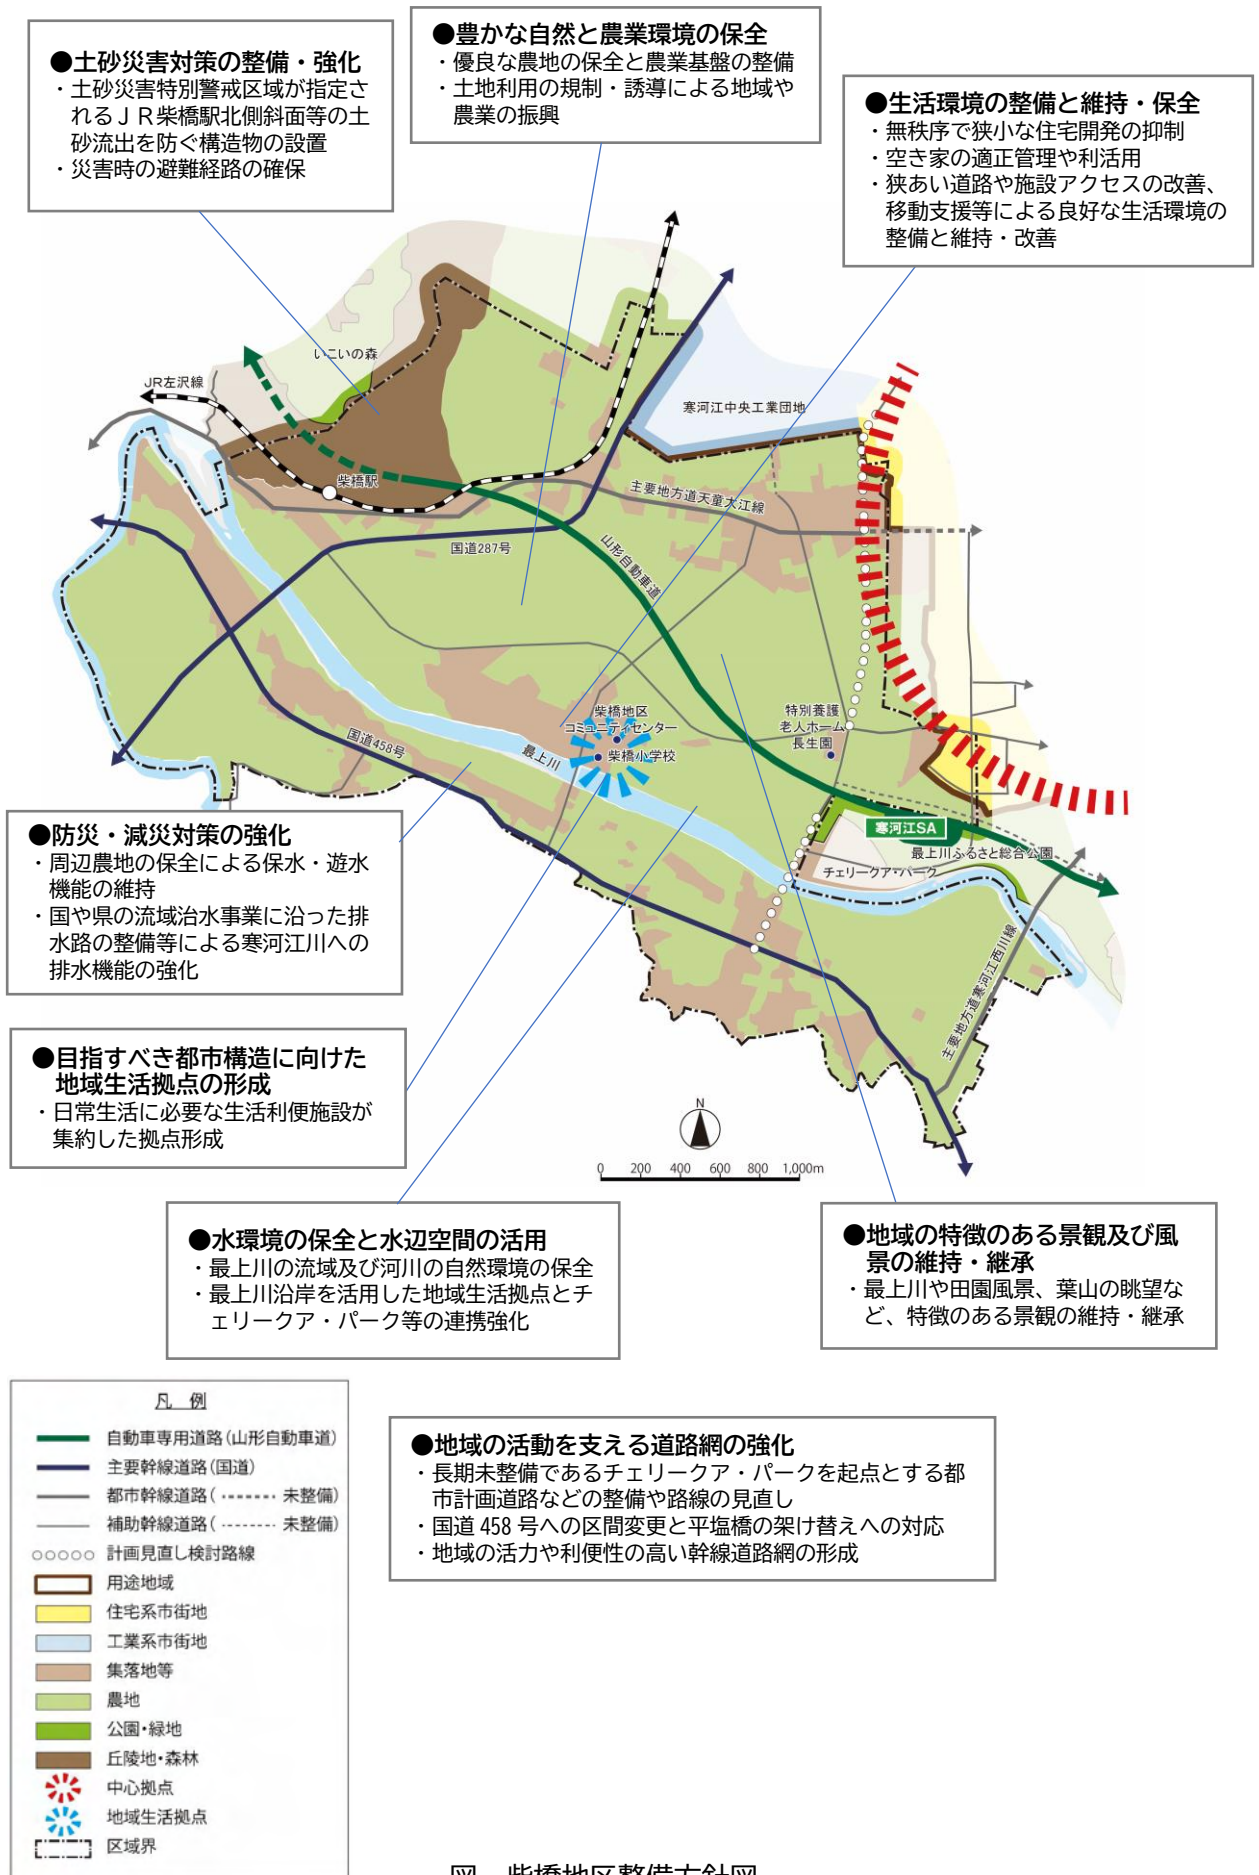 ●土砂災害対策の整備・強化
・土砂災害特別警戒区域が指定さ
れるＪＲ柴橋駅北側斜面等の土
砂流出を防ぐ構造物の設置
・災害時の避難経路の確保
●豊かな自然と農業環境の保全
・優良な農地の保全と農業基盤の整備
・土地利用の規制・誘導による地域や
農業の振興
●生活環境の整備と維持・保全
・無秩序で狭小な住宅開発の抑制
・空き家の適正管理や利活用
・狭あい道路や施設アクセスの改善、
移動支援等による良好な生活環境の
整備と維持・改善
いこいの森
JR左沢線
寒河江中央工業団地
柴橋駅
主要地方道天童大江線
国道287号
山形自動車道
柴橋地区
コミュニティセンター
柴橋小学校
特別養護
老人ホーム
長生園
国道458号
最上川
寒河江SA
最上川ふるさと総合公園
チェリークア・パーク
主要地方道寒河江西川線
●防災・減災対策の強化
・周辺農地の保全による保水・遊水
機能の維持
・国や県の流域治水事業に沿った排
水路の整備等による寒河江川への
排水機能の強化
●目指すべき都市構造に向けた
地域生活拠点の形成
・日常生活に必要な生活利便施設が
集約した拠点形成
N
0 200 400 600 800 1,000m
●水環境の保全と水辺空間の活用
・最上川の流域及び河川の自然環境の保全
・最上川沿岸を活用した地域生活拠点とチ
ェリークア・パーク等の連携強化
●地域の特徴のある景観及び風
景の維持・継承
・最上川や田園風景、葉山の眺望な
ど、特徴のある景観の維持・継承
凡 例
自動車専用道路(山形自動車道)
主要幹線道路(国道)
都市幹線道路( ------- 未整備)
補助幹線道路( ------- 未整備)
計画見直し検討路線
用途地域
住宅系市街地
工業系市街地
集落地等
農地
公園・緑地
丘陵地・森林
中心拠点
地域生活拠点
区域界
●地域の活動を支える道路網の強化
・長期未整備であるチェリークア・パークを起点とする都
市計画道路などの整備や路線の見直し
・国道 458 号への区間変更と平塩橋の架け替えへの対応
・地域の活力や利便性の高い幹線道路網の形成
図 柴橋地区整備方針図